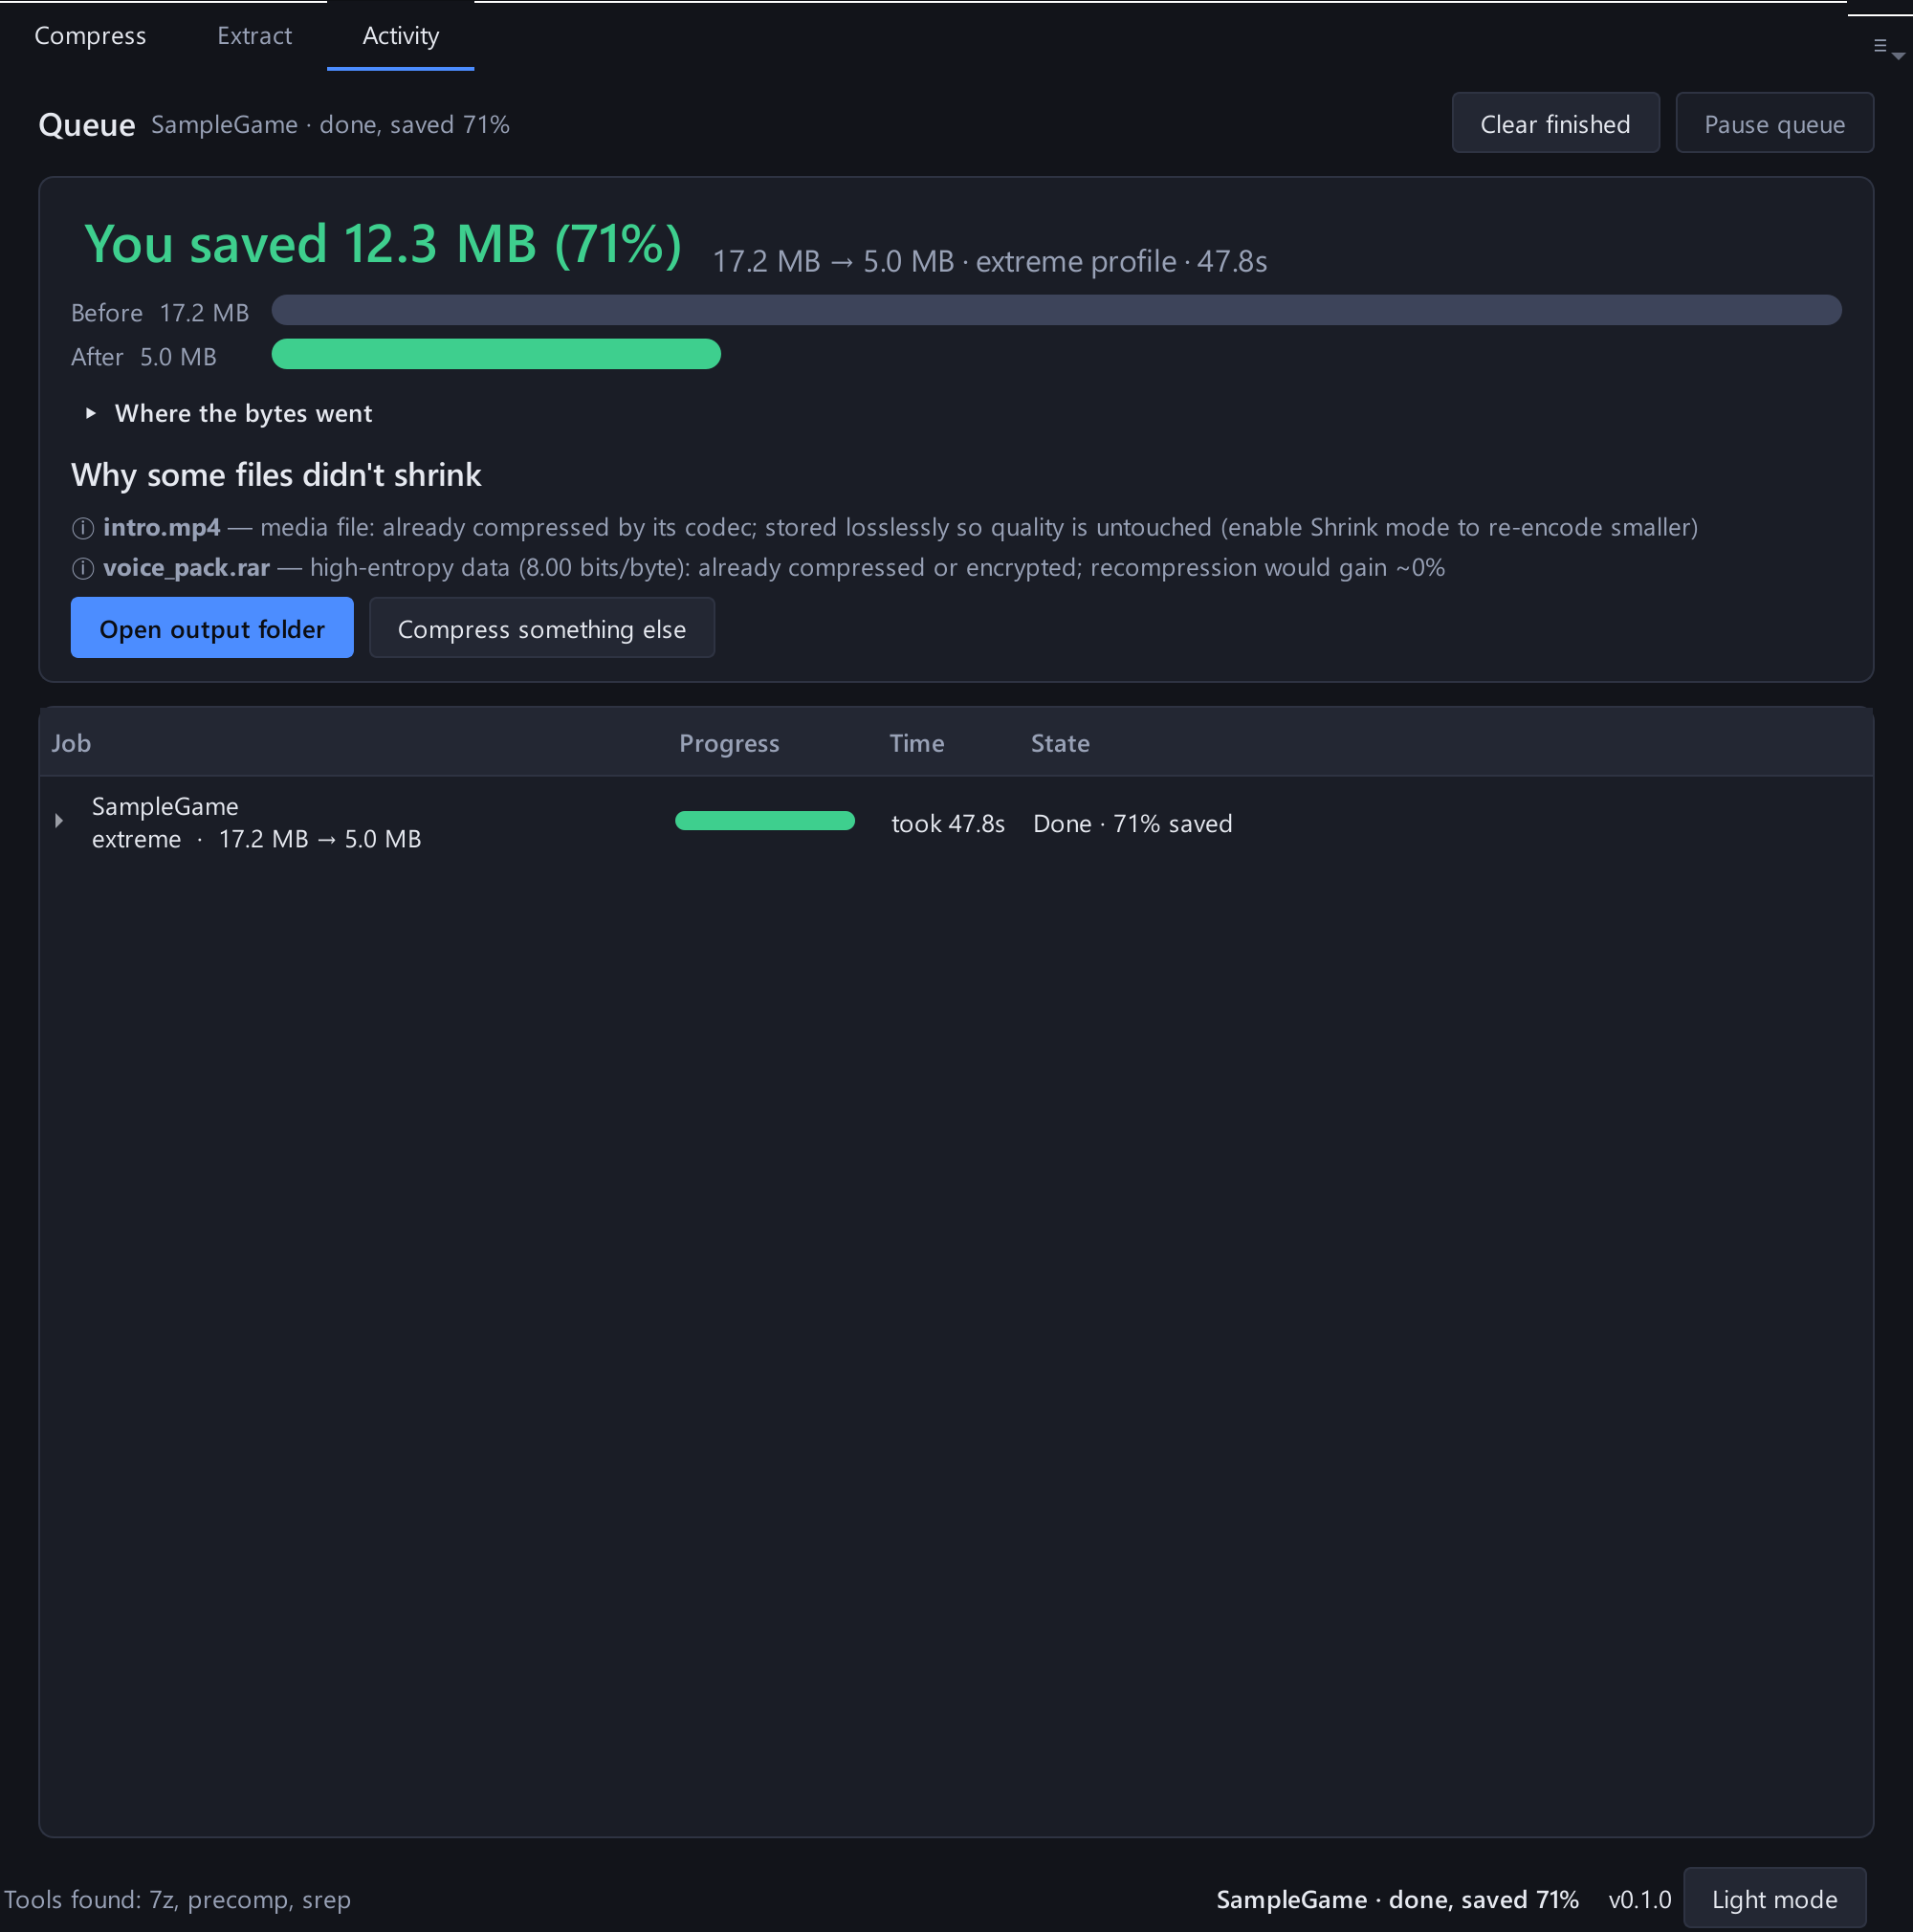 Compress Extract Activity
Queue SampleGame · done, saved 71% Clear finished Pause queue
You saved 12.3 MB (71%) 17.2 MB → 5.0 MB · extreme profile · 47.8s
Before 17.2 MB
After 5.0 MB
Where the bytes went
Why some files didn't shrink
ⓘ intro.mp4 — media file: already compressed by its codec; stored losslessly so quality is untouched (enable Shrink mode to re-encode smaller)
ⓘ voice_pack.rar — high-entropy data (8.00 bits/byte): already compressed or encrypted; recompression would gain ~0%
Open output folder Compress something else
Job Progress Time State
SampleGame
extreme · 17.2 MB → 5.0 MB took 47.8s Done · 71% saved
Tools found: 7z, precomp, srep SampleGame · done, saved 71% v0.1.0 Light mode